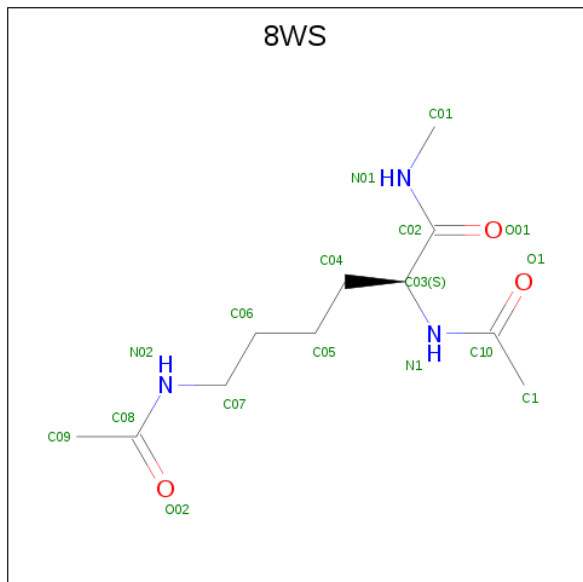 8WS
C01
N01 HN
C02 O O01
C04 O1
C03(S) O
C06
N H
N02 C05 N1 C10
H N
C07 C1
C08
C09
O
O02